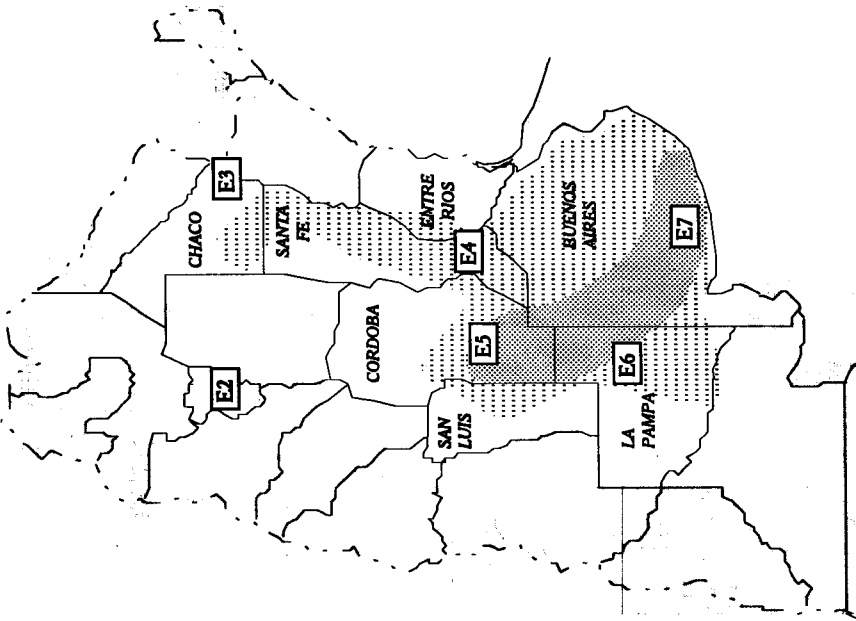 E3
CHACO
SANTA
FE
E2
ENTRE
RIOS
E4
CORDOBA
E5
SAN
LUIS
BUENOS
AIRES
E7
E6
LA
PAMPA